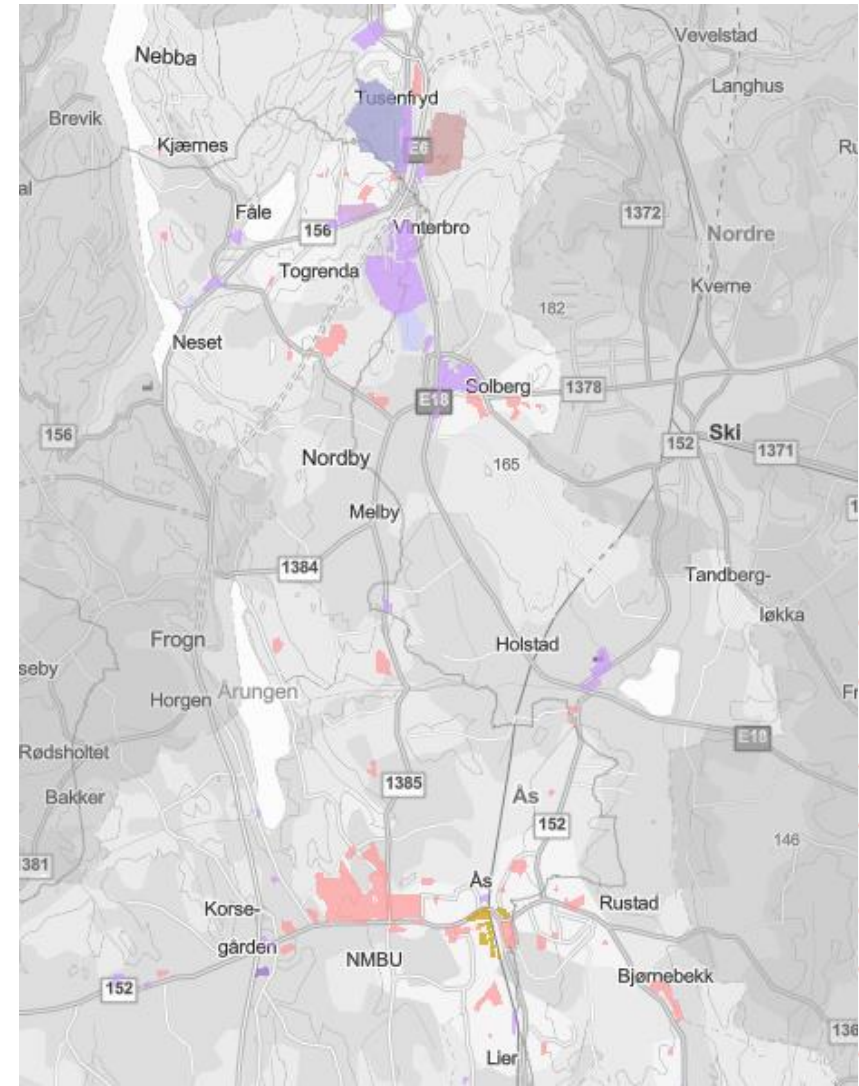 Nebba
Vevelstad
Langhus
Tusenfryd
Brevik
Kjærnes
E6
Ru
al
1372
Fåle
156
Vinterbro
Nordre
Togrenda
Kverne
182
Neset
Solberg
1378
E18
156
Ski
152
1371
Nordby
165
Melby
1
1384
Tandberg-
løkka
Holstad
Frogn
seby
Årungen
Horgen
Fr
Rødsholtet
E18
1385
Bakker
Ås
152
146
381
Ås
Korse-
gården
Rustad
NMBU
Bjørnebekk
152
136
Lier